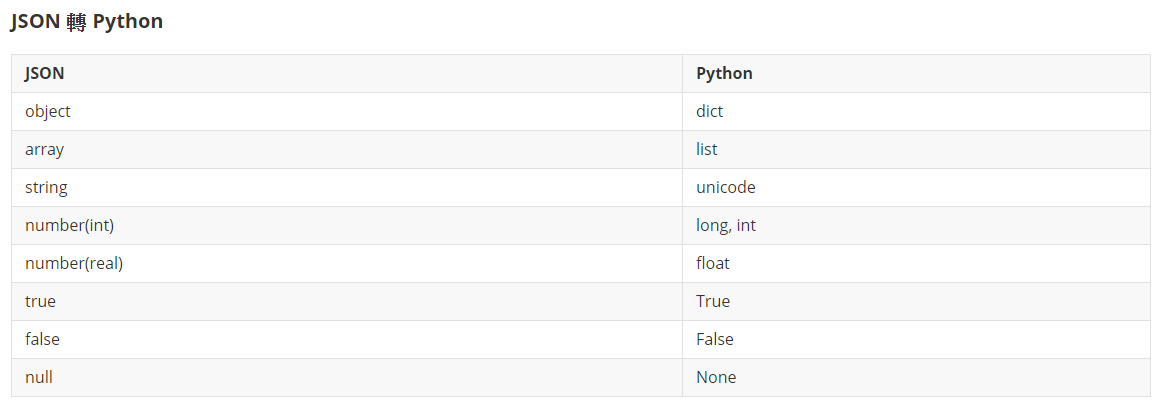 JSON 轉 Python
JSON Python
object dict
array list
string unicode
number(int) long, int
number(real) float
true True
false False
null None